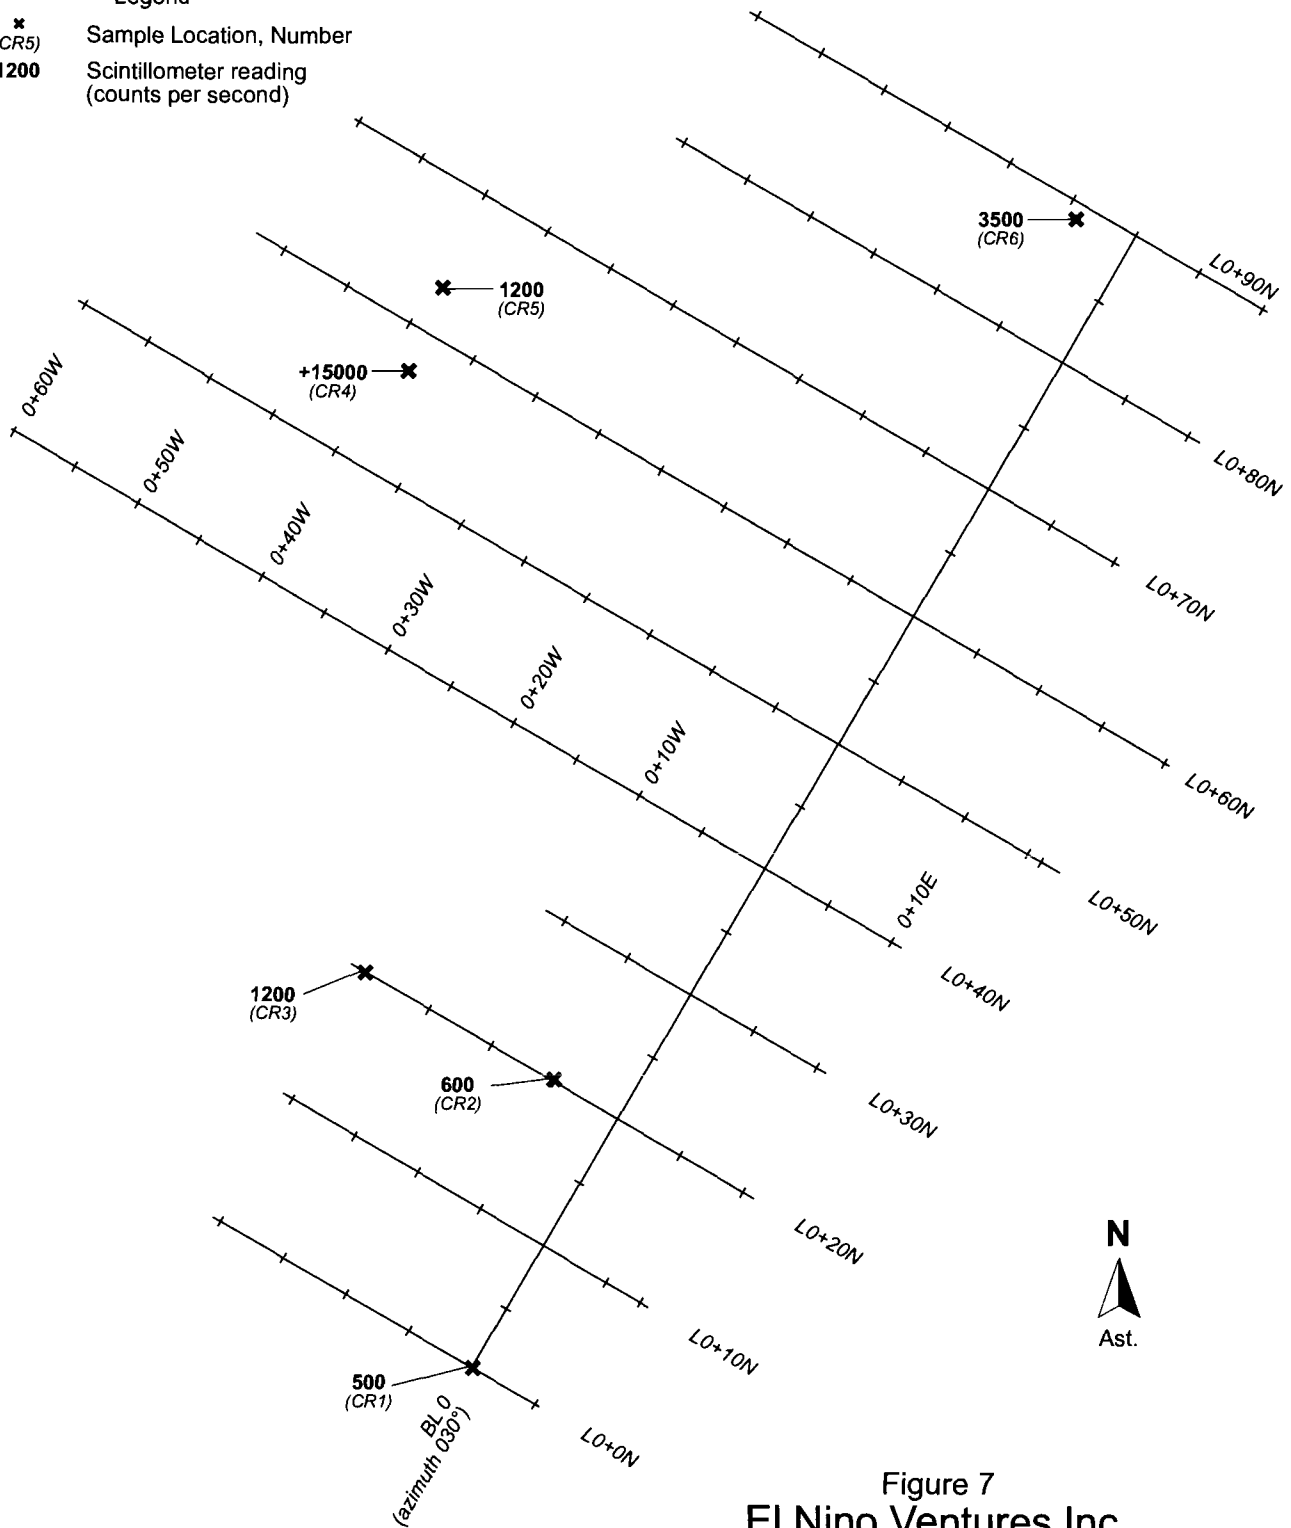 Legend
(CR5)
Sample Location, Number
1200
Scintillometer reading
(counts per second)
3500
(CR6)
L0+90N
1200
(CR5)
+15000
(CR4)
0+60W
0+50W
0+40W
0+30W
0+20W
0+10W
L0+80N
L0+70N
L0+60N
0+10E
L0+50N
L0+40N
1200
(CR3)
600
(CR2)
L0+30N
L0+20N
N
Ast.
L0+10N
500
(CR1)
BL 0
(azimuth 030°)
L0+0N
Figure 7
El Nino Ventures Inc